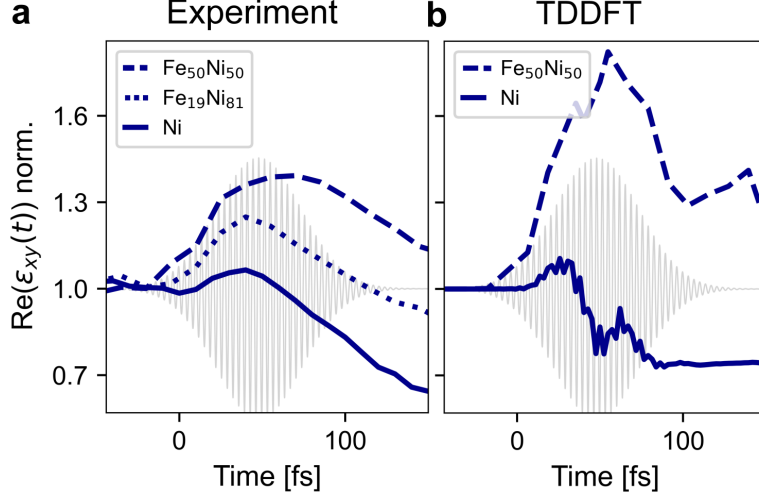 a Experiment
Fe₅₀Ni₅₀
Fe₁₉Ni₈₁
Ni
1.6
1.3
1.0
0.7
Re(ε_xy(t)) norm.
0 100
Time [fs]
b TDDFT
Fe₅₀Ni₅₀
Ni
0 100
Time [fs]